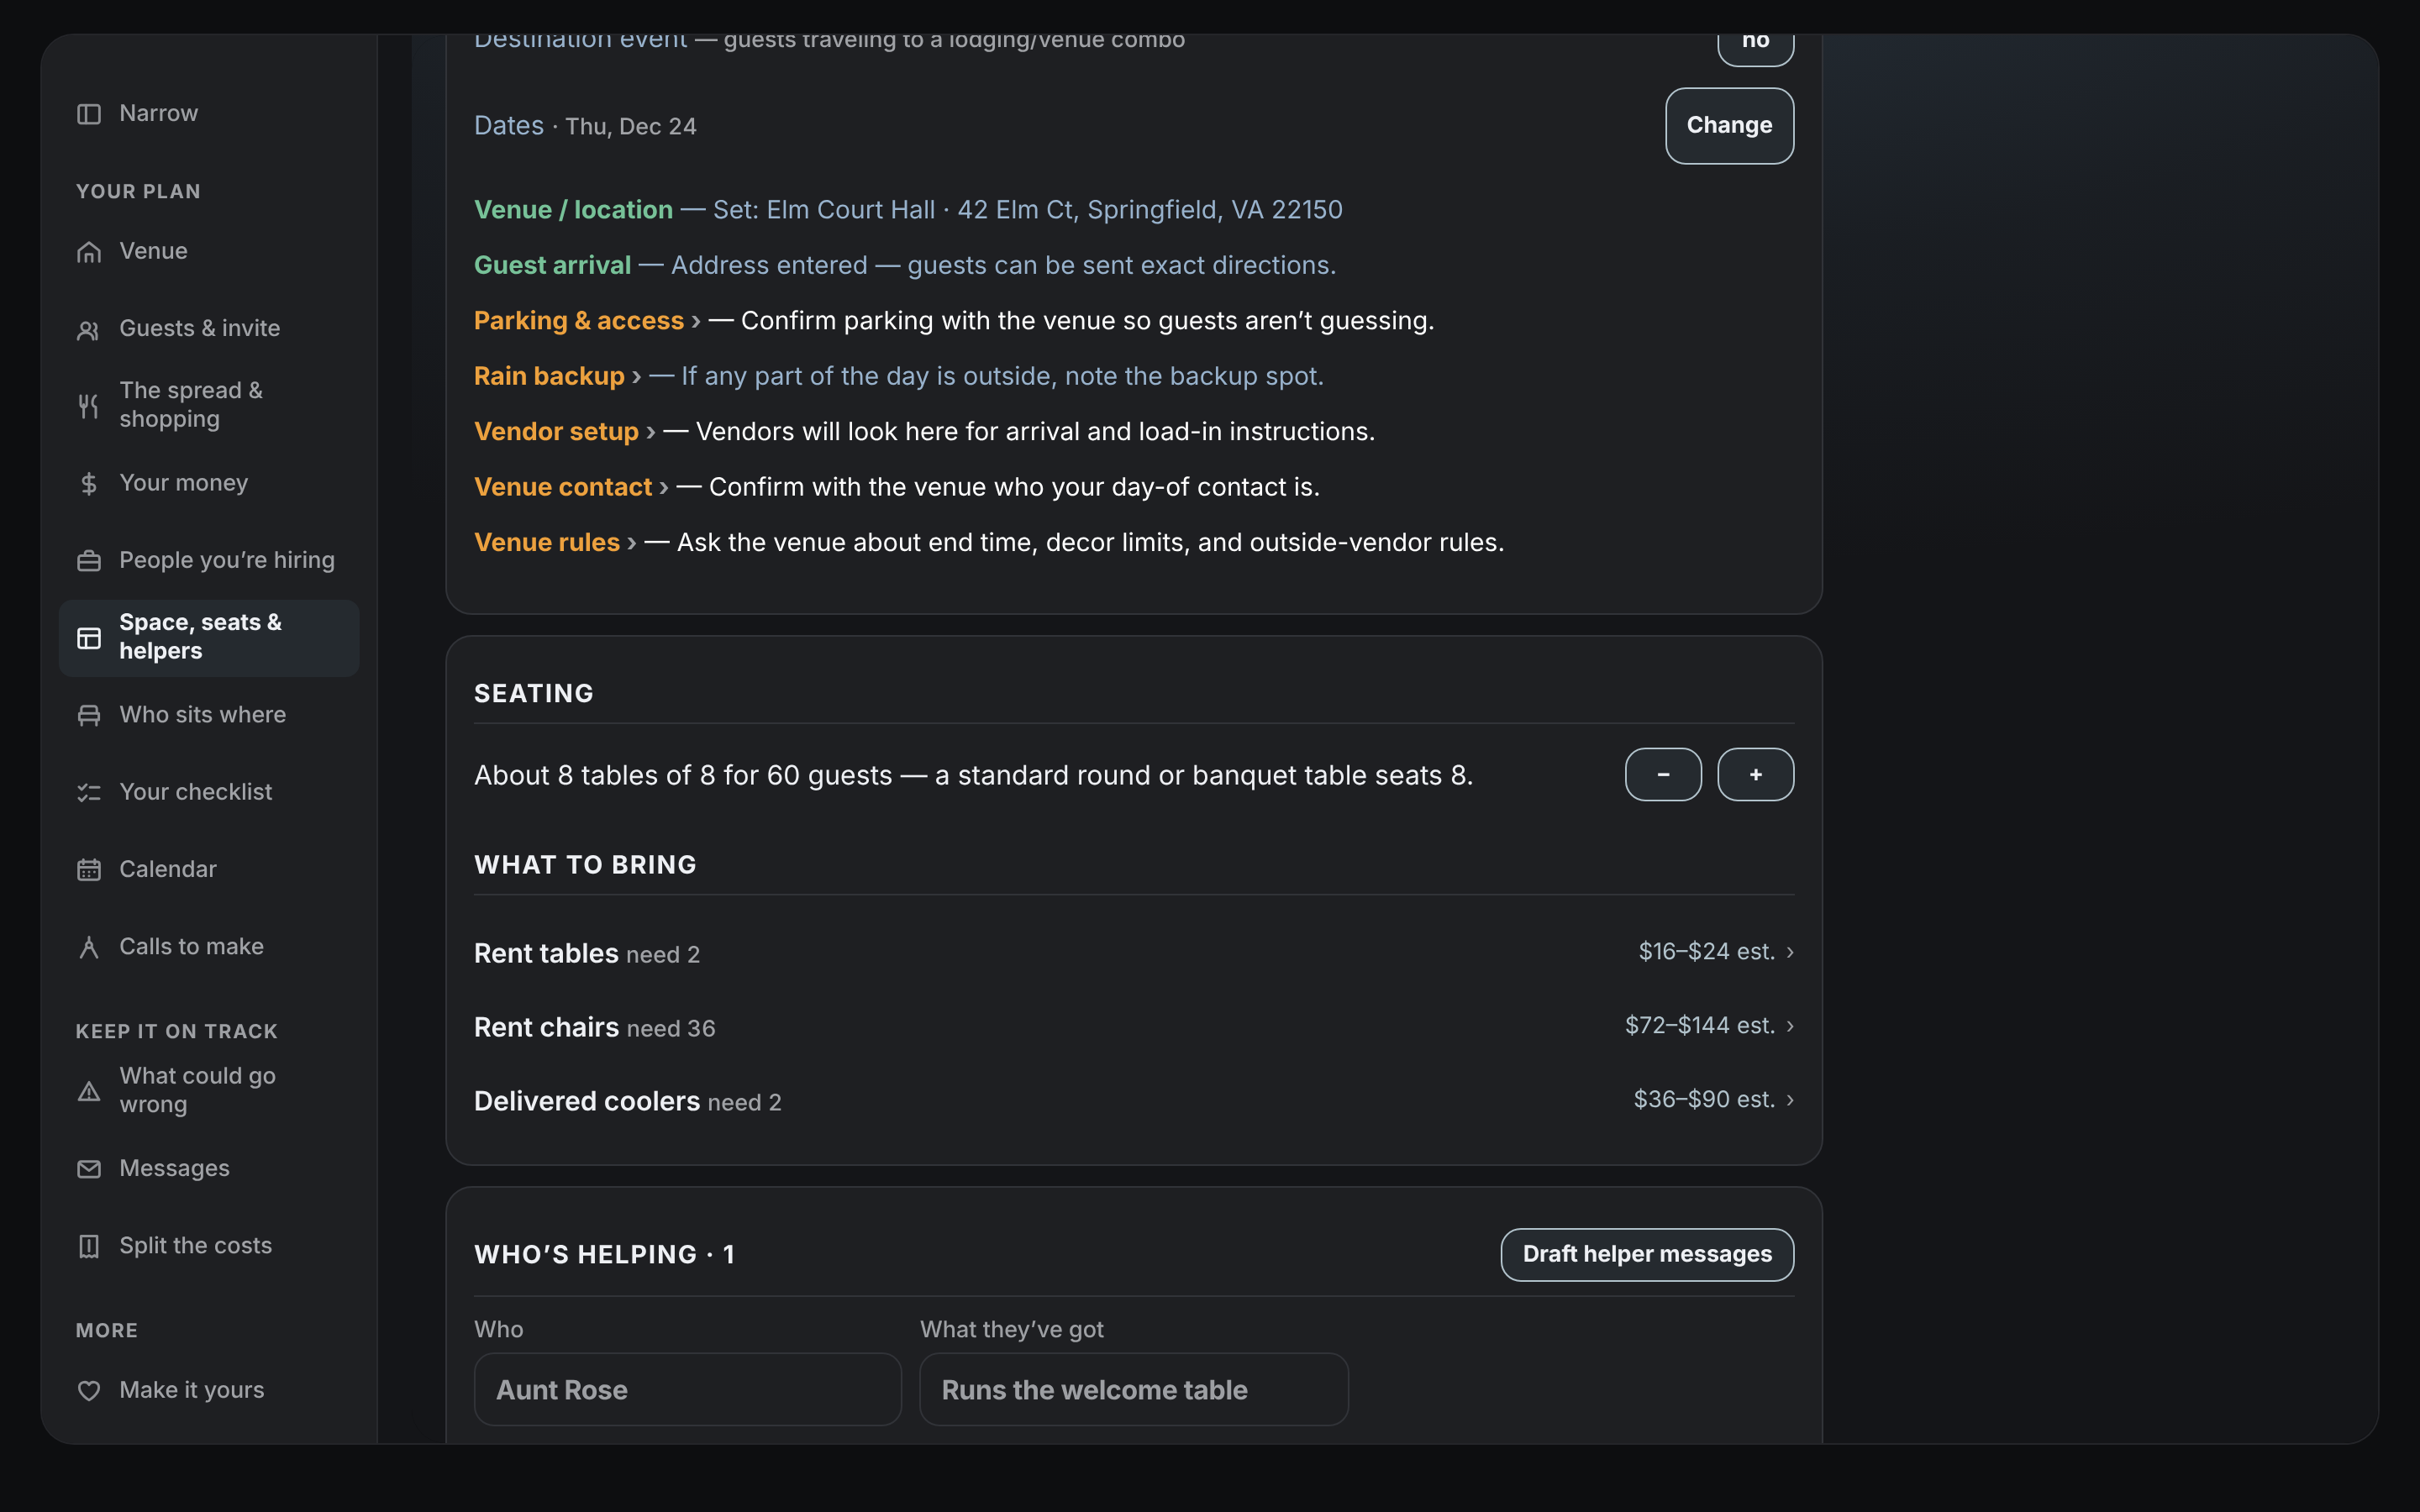 Narrow
YOUR PLAN
Venue
Guests & invite
The spread &
shopping
Your money
People you’re hiring
Space, seats &
helpers
Who sits where
Your checklist
Calendar
Calls to make
KEEP IT ON TRACK
What could go
wrong
Messages
Split the costs
MORE
Make it yours
Destination event — guests traveling to a lodging/venue combo
no
Dates · Thu, Dec 24
Change
Venue / location — Set: Elm Court Hall · 42 Elm Ct, Springfield, VA 22150
Guest arrival — Address entered — guests can be sent exact directions.
Parking & access › — Confirm parking with the venue so guests aren’t guessing.
Rain backup › — If any part of the day is outside, note the backup spot.
Vendor setup › — Vendors will look here for arrival and load-in instructions.
Venue contact › — Confirm with the venue who your day-of contact is.
Venue rules › — Ask the venue about end time, decor limits, and outside-vendor rules.
SEATING
About 8 tables of 8 for 60 guests — a standard round or banquet table seats 8.
− +
WHAT TO BRING
Rent tables need 2 $16–$24 est. ›
Rent chairs need 36 $72–$144 est. ›
Delivered coolers need 2 $36–$90 est. ›
WHO’S HELPING · 1
Draft helper messages
Who What they’ve got
Aunt Rose Runs the welcome table